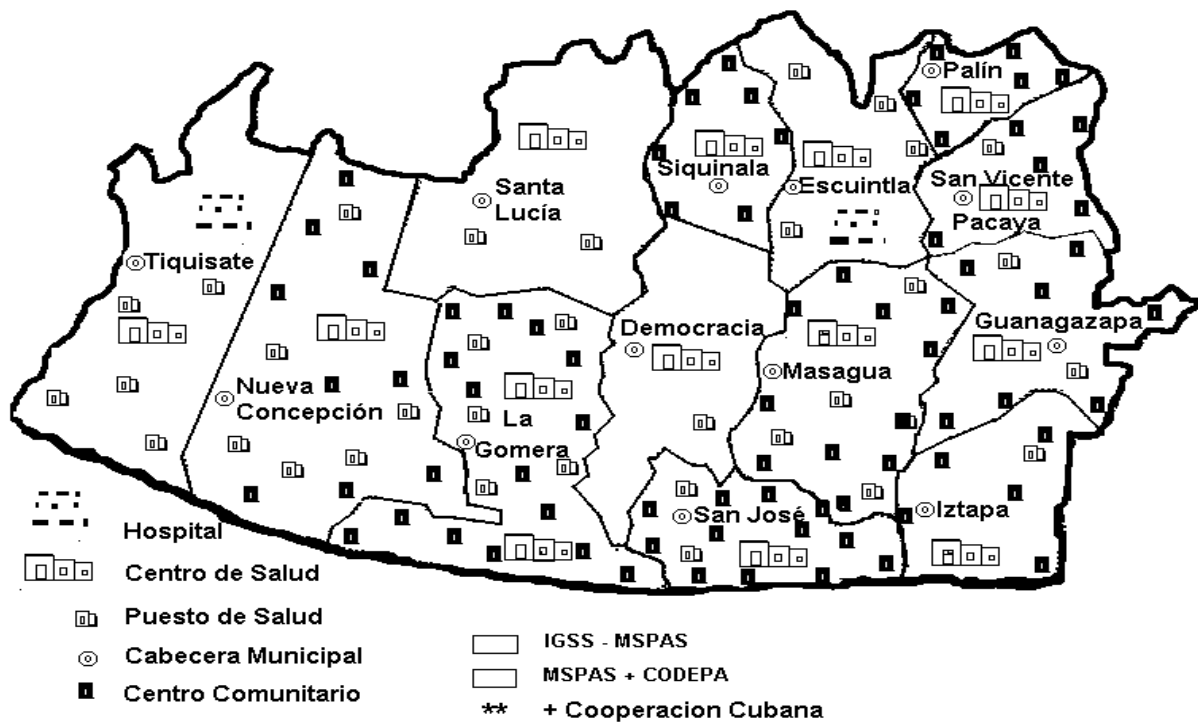 Palín
Siquinala
Escuintla
San Vicente
Pacaya
Santa
Lucía
Tiquisate
Democracia
Guanagazapa
Masagua
Nueva
Concepción
La
Gomera
San José
Iztapa
Hospital
Centro de Salud
Puesto de Salud
Cabecera Municipal
Centro Comunitario
IGSS - MSPAS
MSPAS + CODEPA
** + Cooperacion Cubana